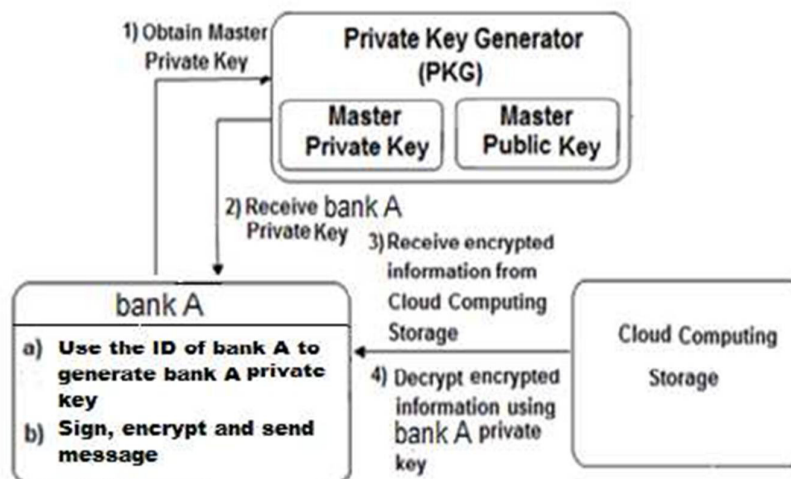 1) Obtain Master
Private Key
Private Key Generator
(PKG)
Master
Private Key
Master
Public Key
2) Receive bank A
Private Key
3) Receive encrypted
information from
Cloud Computing
Storage
bank A
a) Use the ID of bank A to
generate bank A private
key
b) Sign, encrypt and send
message
4) Decrypt encrypted
information using
bank A private
key
Cloud Computing
Storage